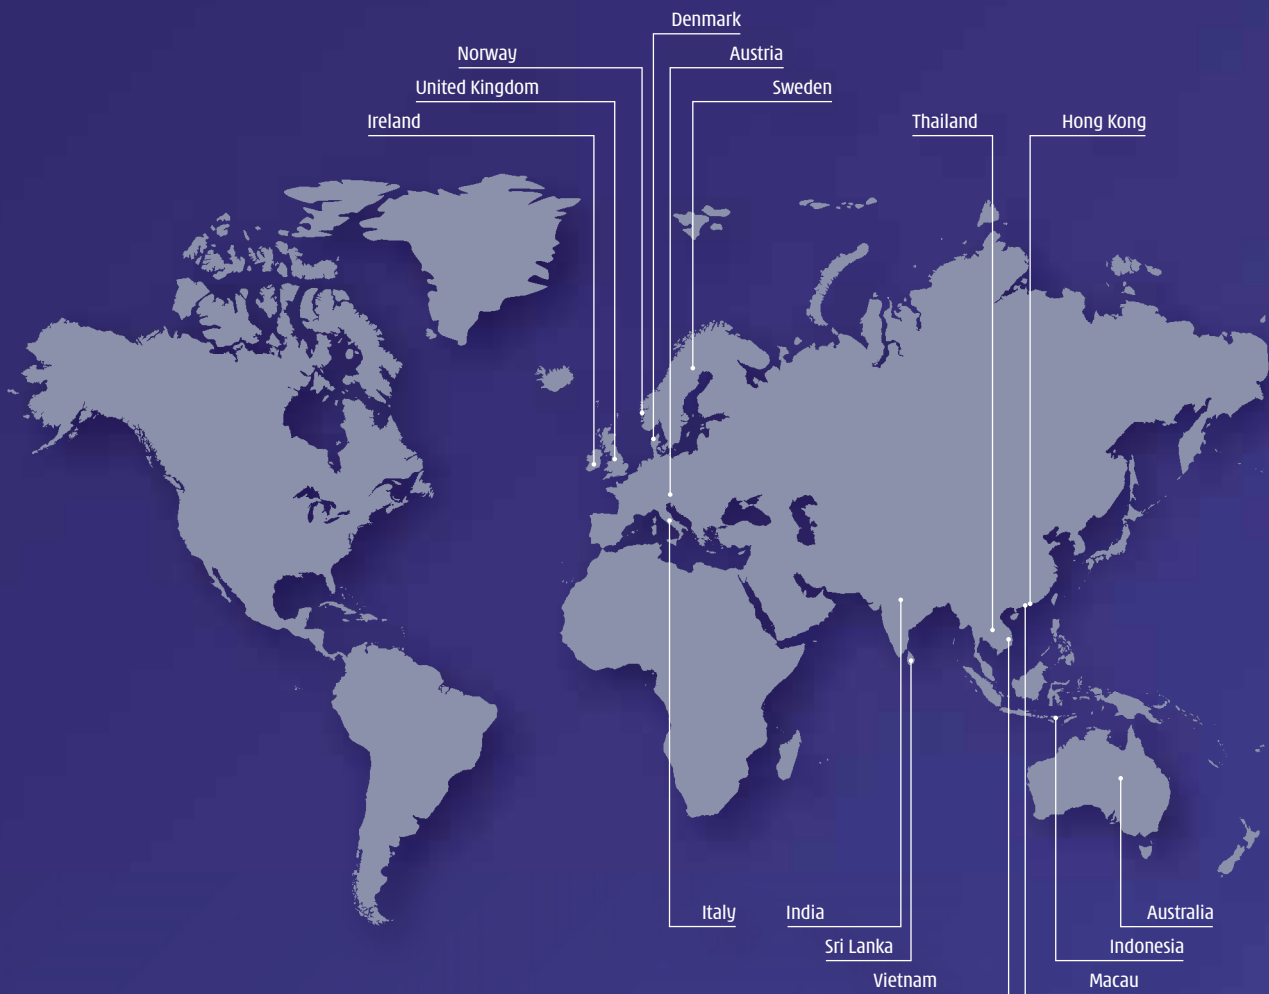 Denmark
Norway
Austria
United Kingdom
Sweden
Ireland
Thailand
Hong Kong
Italy
India
Australia
Sri Lanka
Indonesia
Vietnam
Macau